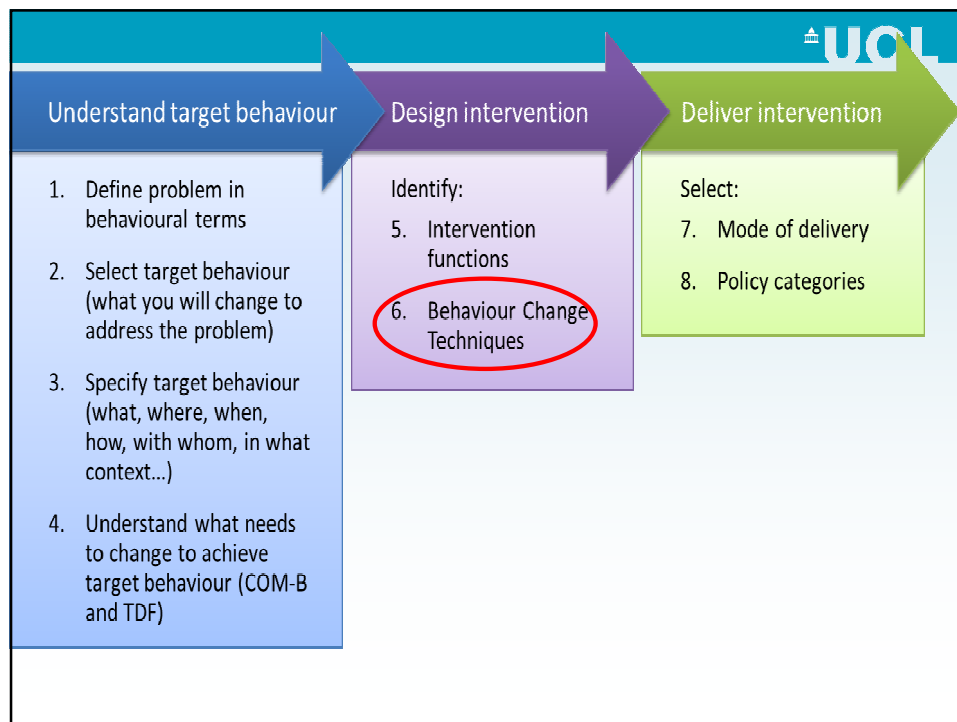 UCL
Understand target behaviour
1. Define problem in
behavioural terms
2. Select target behaviour
(what you will change to
address the problem)
3. Specify target behaviour
(what, where, when,
how, with whom, in what
context...)
4. Understand what needs
to change to achieve
target behaviour (COM-B
and TDF)
Design intervention
Identify:
5. Intervention
functions
6. Behaviour Change
Techniques
Deliver intervention
Select:
7. Mode of delivery
8. Policy categories